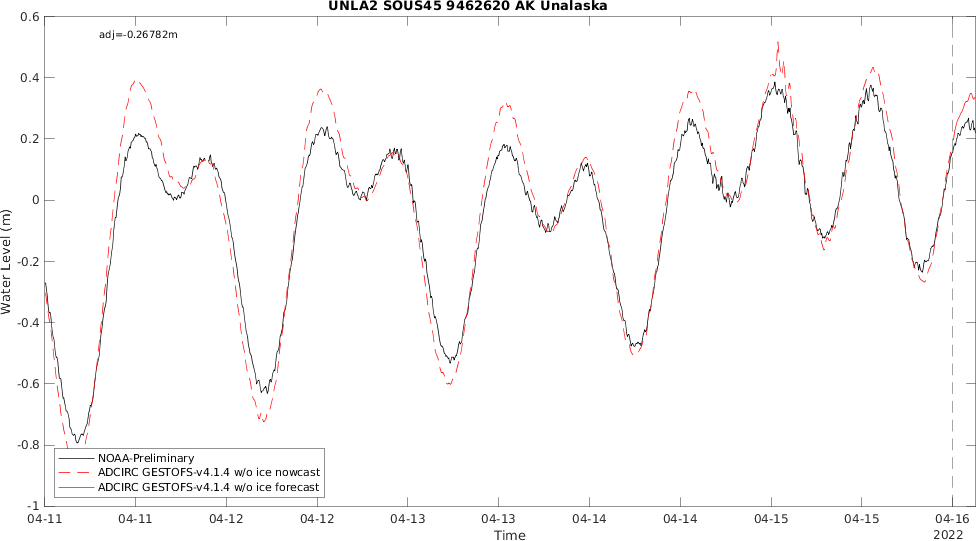 UNLA2 SOUS45 9462620 AK Unalaska
adj=-0.26782m
0.6
0.4
0.2
0
-0.2
-0.4
-0.6
-0.8
-1
Water Level (m)
NOAA-Preliminary
ADCIRC GESTOFS-v4.1.4 w/o ice nowcast
ADCIRC GESTOFS-v4.1.4 w/o ice forecast
04-11 04-11 04-12 04-12 04-13 04-13 04-14 04-14 04-15 04-15 04-16
Time
2022